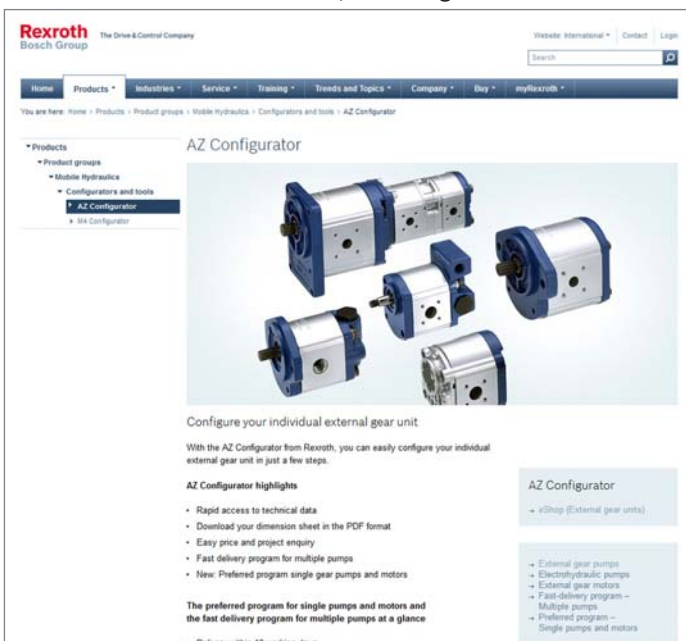 Rexroth
Bosch Group
The Drive & Control Company
Website: International
Contact
Login
Search
Home
Products
Industries
Service
Training
Trends and Topics
Company
Buy
myRexroth
You are here: Home › Products › Product groups › Mobile Hydraulics › Configurators and tools › AZ Configurator
Products
Product groups
Mobile Hydraulics
Configurators and tools
AZ Configurator
M4 Configurator
AZ Configurator
Configure your individual external gear unit
With the AZ Configurator from Rexroth, you can easily configure your individual
external gear unit in just a few steps.
AZ Configurator highlights
• Rapid access to technical data
• Download your dimension sheet in the PDF format
• Easy price and project enquiry
• Fast delivery program for multiple pumps
• New: Preferred program single gear pumps and motors
The preferred program for single pumps and motors and
the fast delivery program for multiple pumps at a glance
AZ Configurator
→ eShop (External gear units)
→ External gear pumps
→ Electrohydraulic pumps
→ External gear motors
→ Fast-delivery program –
Multiple pumps
→ Preferred program –
Single pumps and motors